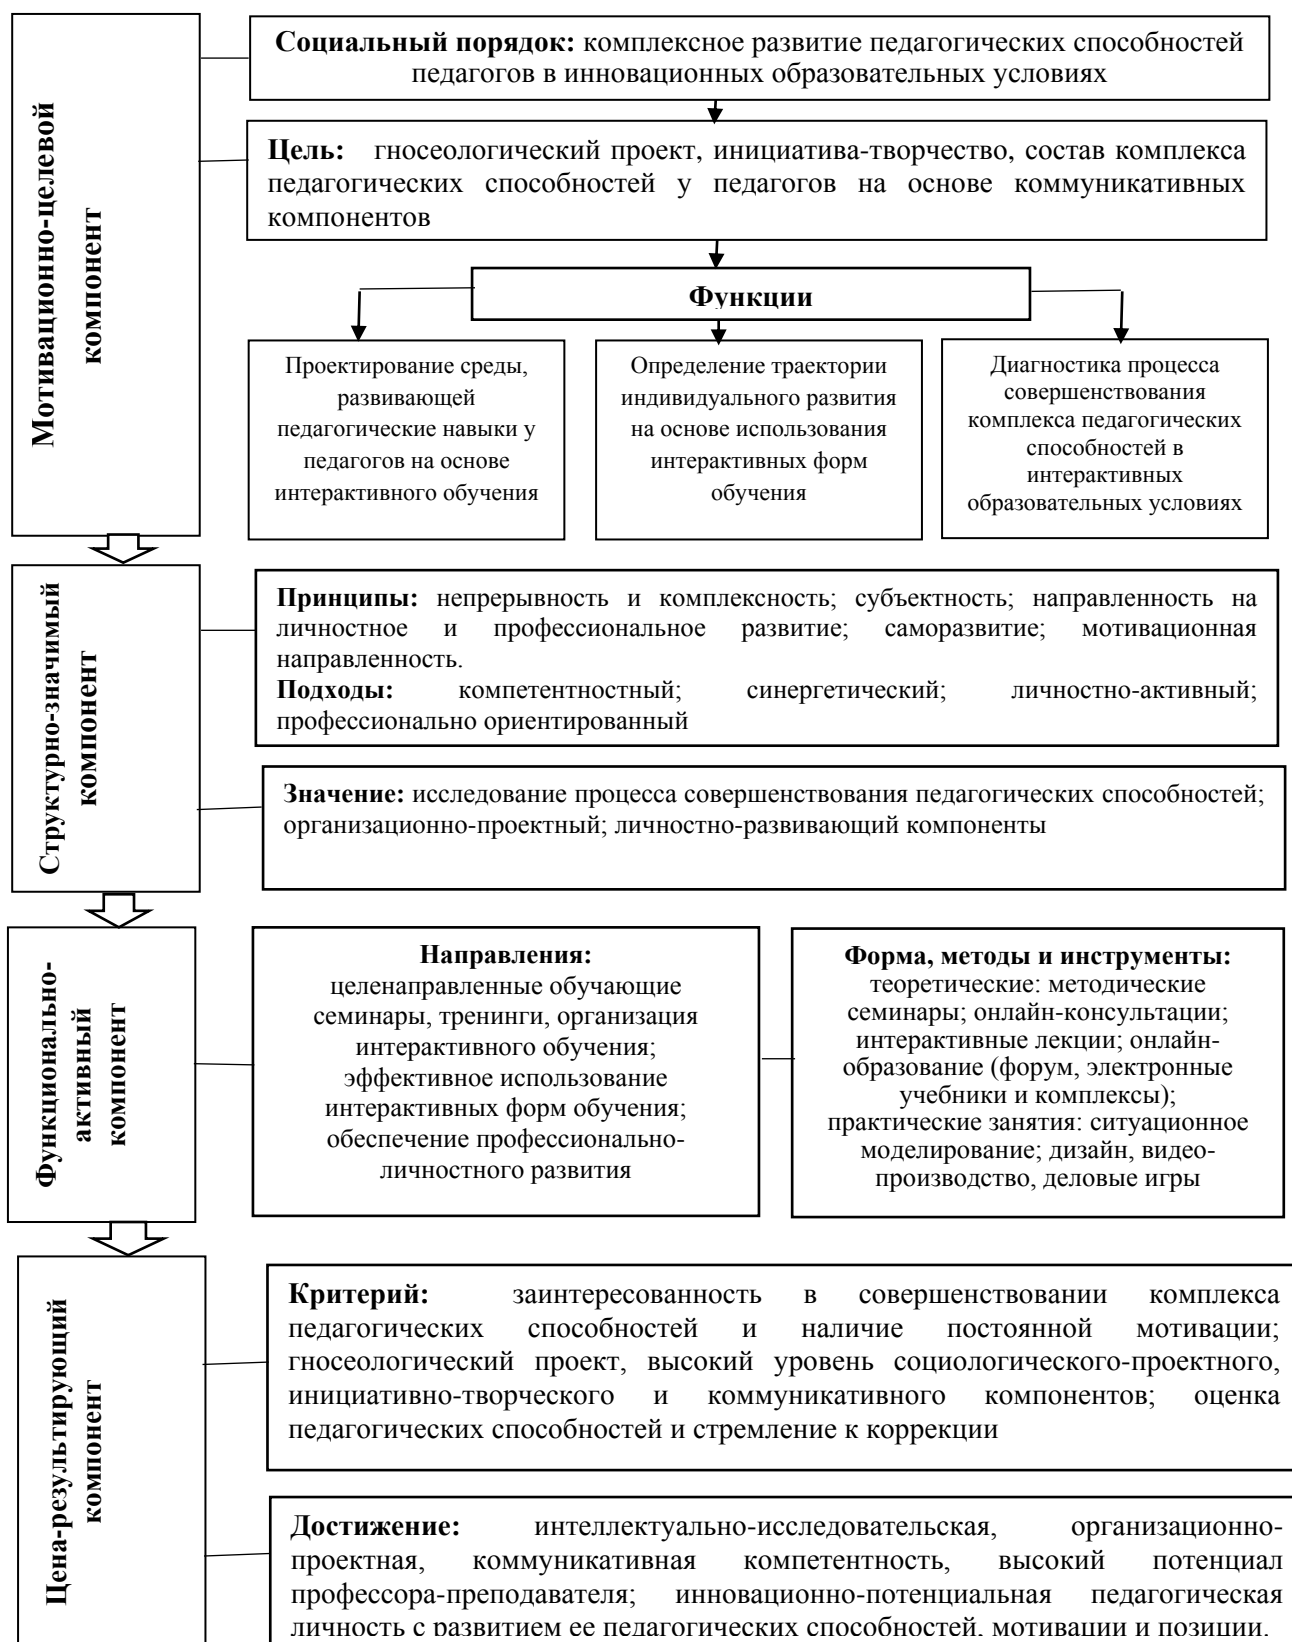 Мотивационно-целевой
компонент
Социальный порядок: комплексное развитие педагогических способностей
педагогов в инновационных образовательных условиях
Цель: гносеологический проект, инициатива-творчество, состав комплекса
педагогических способностей у педагогов на основе коммуникативных
компонентов
Функции
Проектирование среды,
развивающей
педагогические навыки у
педагогов на основе
интерактивного обучения
Определение траектории
индивидуального развития
на основе использования
интерактивных форм
обучения
Диагностика процесса
совершенствования
комплекса педагогических
способностей в
интерактивных
образовательных условиях
Структурно-значимый
компонент
Принципы: непрерывность и комплексность; субъектность; направленность на
личностное и профессиональное развитие; саморазвитие; мотивационная
направленность.
Подходы: компетентностный; синергетический; личностно-активный;
профессионально ориентированный
Значение: исследование процесса совершенствования педагогических способностей;
организационно-проектный; личностно-развивающий компоненты
Функционально-
активный
компонент
Направления:
целенаправленные обучающие
семинары, тренинги, организация
интерактивного обучения;
эффективное использование
интерактивных форм обучения;
обеспечение профессионально-
личностного развития
Форма, методы и инструменты:
теоретические: методические
семинары; онлайн-консультации;
интерактивные лекции; онлайн-
образование (форум, электронные
учебники и комплексы);
практические занятия: ситуационное
моделирование; дизайн, видео-
производство, деловые игры
Цена-результирующий
компонент
Критерий: заинтересованность в совершенствовании комплекса
педагогических способностей и наличие постоянной мотивации;
гносеологический проект, высокий уровень социологического-проектного,
инициативно-творческого и коммуникативного компонентов; оценка
педагогических способностей и стремление к коррекции
Достижение: интеллектуально-исследовательская, организационно-
проектная, коммуникативная компетентность, высокий потенциал
профессора-преподавателя; инновационно-потенциальная педагогическая
личность с развитием ее педагогических способностей, мотивации и позиции.